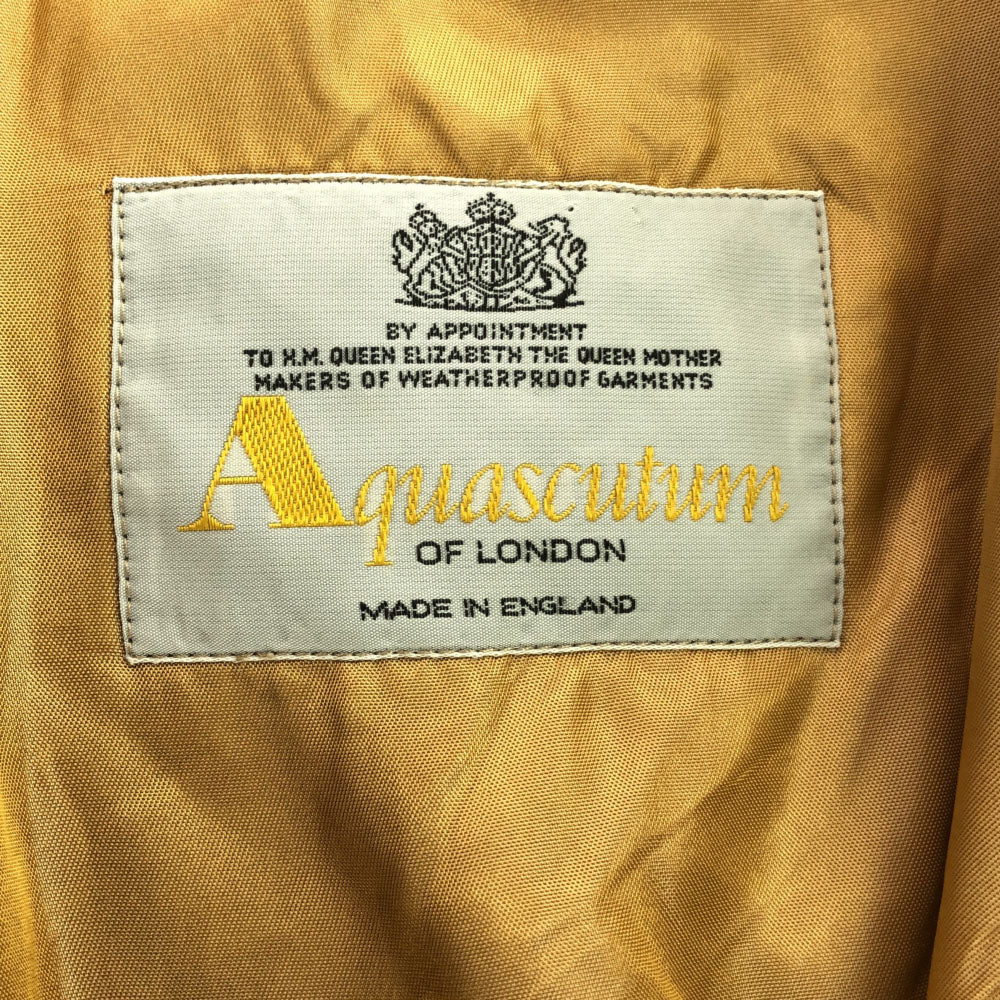 BY APPOINTMENT
TO H.M. QUEEN ELIZABETH THE QUEEN MOTHER
MAKERS OF WEATHERPROOF GARMENTS
Aquascutum
OF LONDON
MADE IN ENGLAND